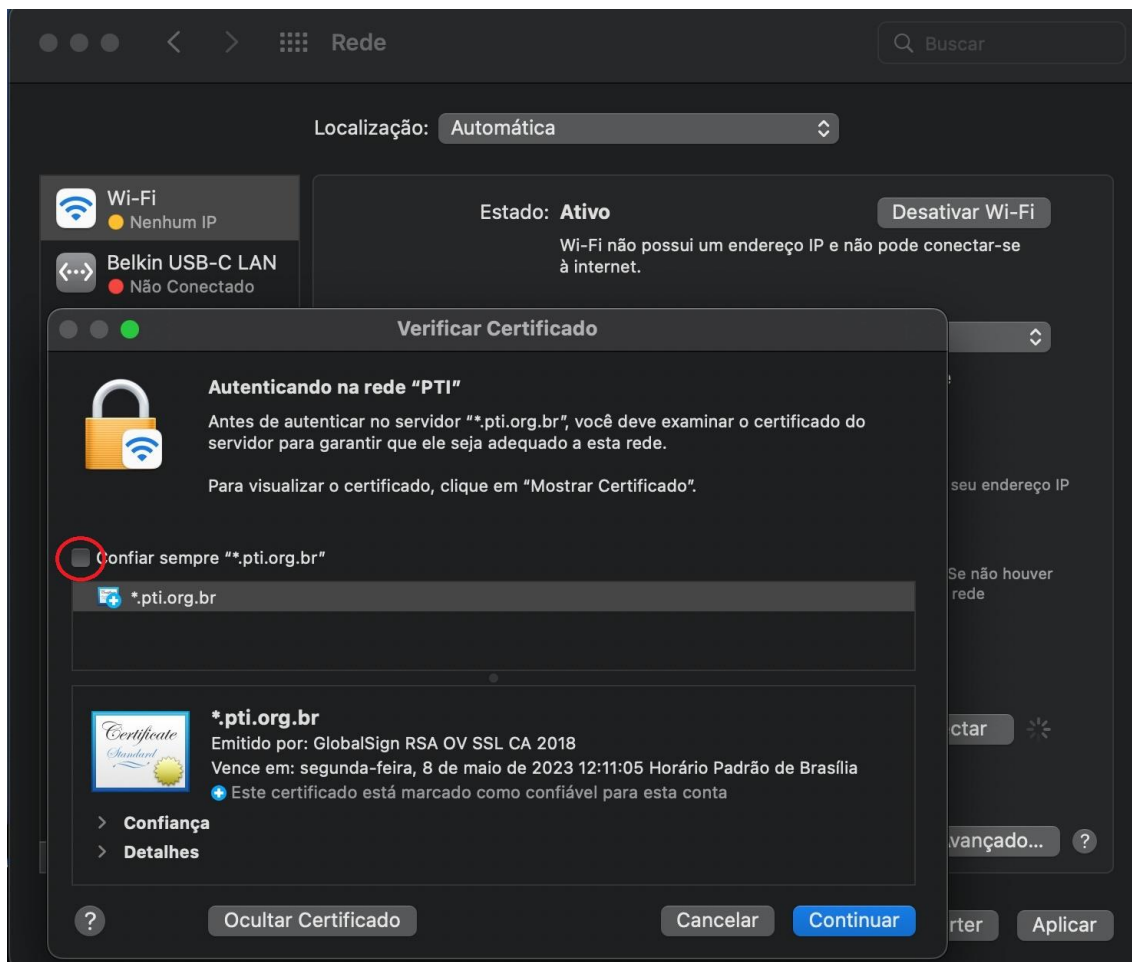 Rede
Buscar
Localização: Automática
Wi-Fi
Nenhum IP
Estado: Ativo
Desativar Wi-Fi
Wi-Fi não possui um endereço IP e não pode conectar-se
à internet.
Belkin USB-C LAN
Não Conectado
Verificar Certificado
Autenticando na rede “PTI”
Antes de autenticar no servidor “*.pti.org.br”, você deve examinar o certificado do
servidor para garantir que ele seja adequado a esta rede.
Para visualizar o certificado, clique em “Mostrar Certificado”.
seu endereço IP
Confiar sempre “*.pti.org.br”
Se não houver
rede
*.pti.org.br
Certificate
Standard
*.pti.org.br
Emitido por: GlobalSign RSA OV SSL CA 2018
Vence em: segunda-feira, 8 de maio de 2023 12:11:05 Horário Padrão de Brasília
Este certificado está marcado como confiável para esta conta
ctar
Confiança
Detalhes
vançado...
?
?
Ocultar Certificado
Cancelar
Continuar
rter
Aplicar